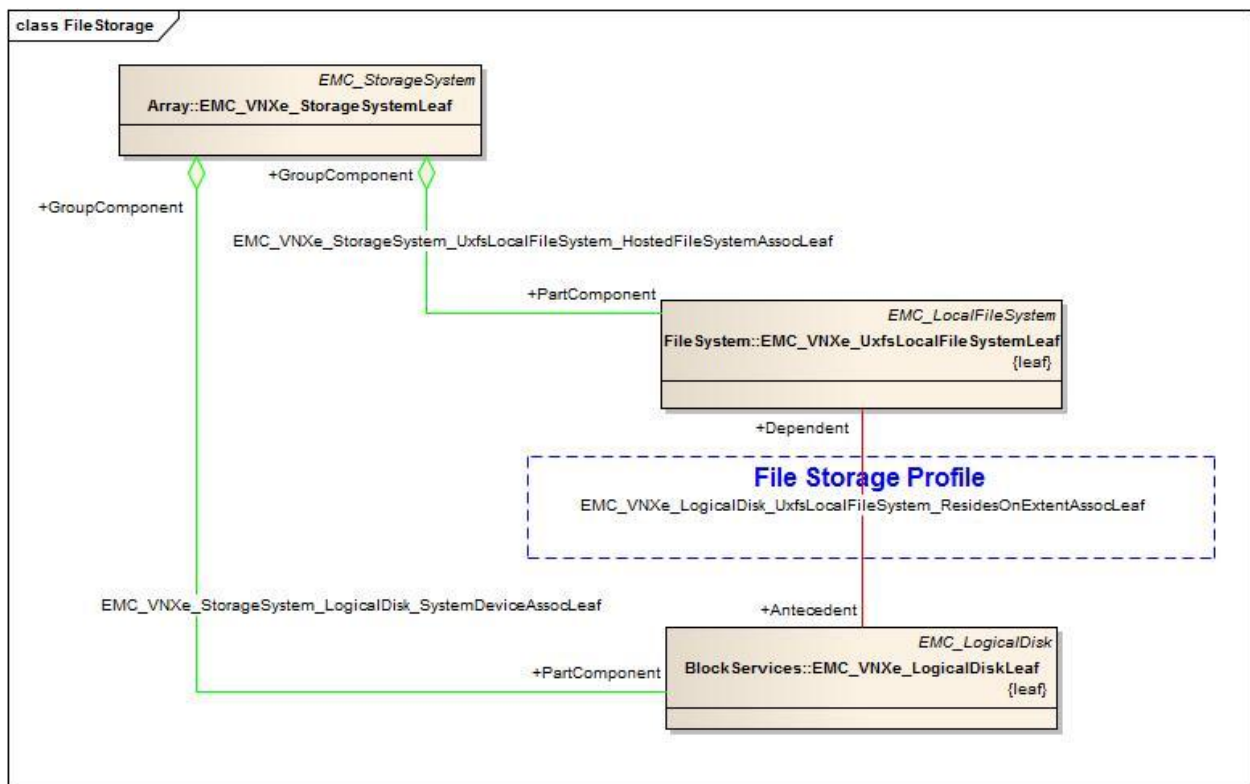 class FileStorage
EMC_StorageSystem
Array::EMC_VNXe_StorageSystemLeaf
+GroupComponent
+GroupComponent
EMC_VNXe_StorageSystem_UxfsLocalFileSystem_HostedFileSystemAssocLeaf
+PartComponent
EMC_LocalFileSystem
FileSystem::EMC_VNXe_UxfsLocalFileSystemLeaf
{leaf}
+Dependent
File Storage Profile
EMC_VNXe_LogicalDisk_UxfsLocalFileSystem_ResidesOnExtentAssocLeaf
EMC_VNXe_StorageSystem_LogicalDisk_SystemDeviceAssocLeaf
+Antecedent
EMC_LogicalDisk
BlockServices::EMC_VNXe_LogicalDiskLeaf
+PartComponent
{leaf}